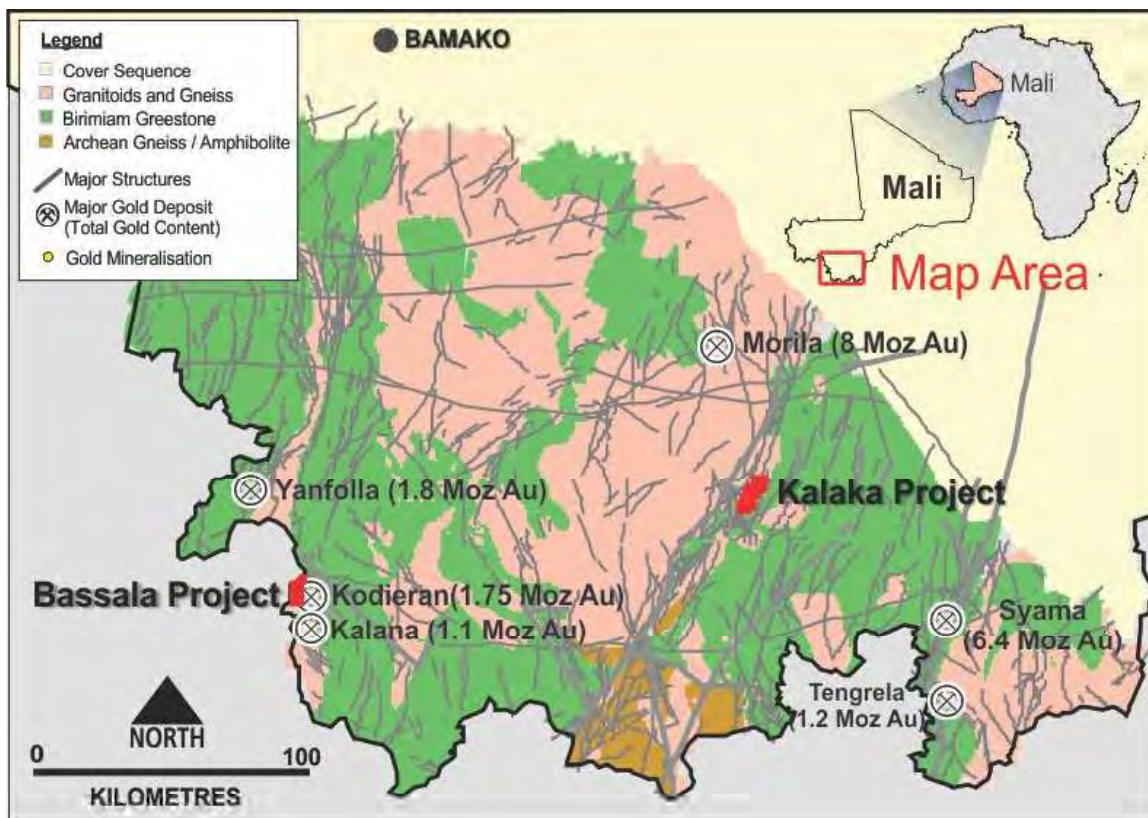 Legend
Cover Sequence
Granitoids and Gneiss
Birimiam Greestone
Archean Gneiss / Amphibolite
Major Structures
Major Gold Deposit
(Total Gold Content)
Gold Mineralisation
BAMAKO
Mali
Mali
Map Area
Morila (8 Moz Au)
Yanfolla (1.8 Moz Au)
Kalaka Project
Bassala Project
Kodieran(1.75 Moz Au)
Kalana (1.1 Moz Au)
Syama
(6.4 Moz Au)
Tengrela
(1.2 Moz Au)
NORTH
0 100
KILOMETRES